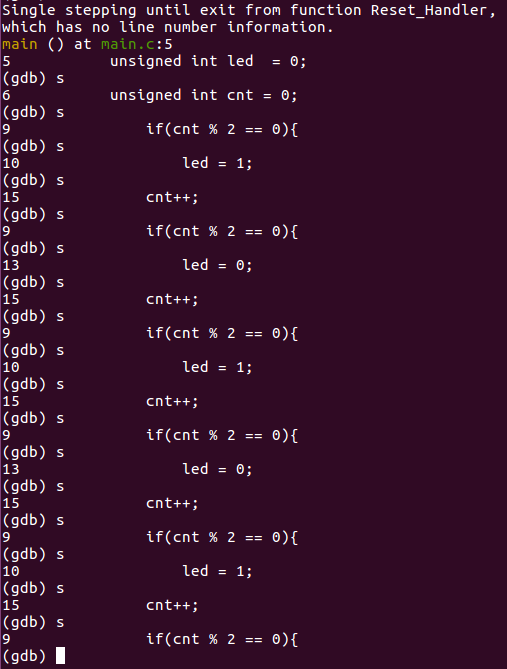 Single stepping until exit from function Reset_Handler,
which has no line number information.
main () at main.c:5
5           unsigned int led  = 0;
(gdb) s
6           unsigned int cnt = 0;
(gdb) s
9               if(cnt % 2 == 0){
(gdb) s
10                  led = 1;
(gdb) s
15              cnt++;
(gdb) s
9               if(cnt % 2 == 0){
(gdb) s
13                  led = 0;
(gdb) s
15              cnt++;
(gdb) s
9               if(cnt % 2 == 0){
(gdb) s
10                  led = 1;
(gdb) s
15              cnt++;
(gdb) s
9               if(cnt % 2 == 0){
(gdb) s
13                  led = 0;
(gdb) s
15              cnt++;
(gdb) s
9               if(cnt % 2 == 0){
(gdb) s
10                  led = 1;
(gdb) s
15              cnt++;
(gdb) s
9               if(cnt % 2 == 0){
(gdb)